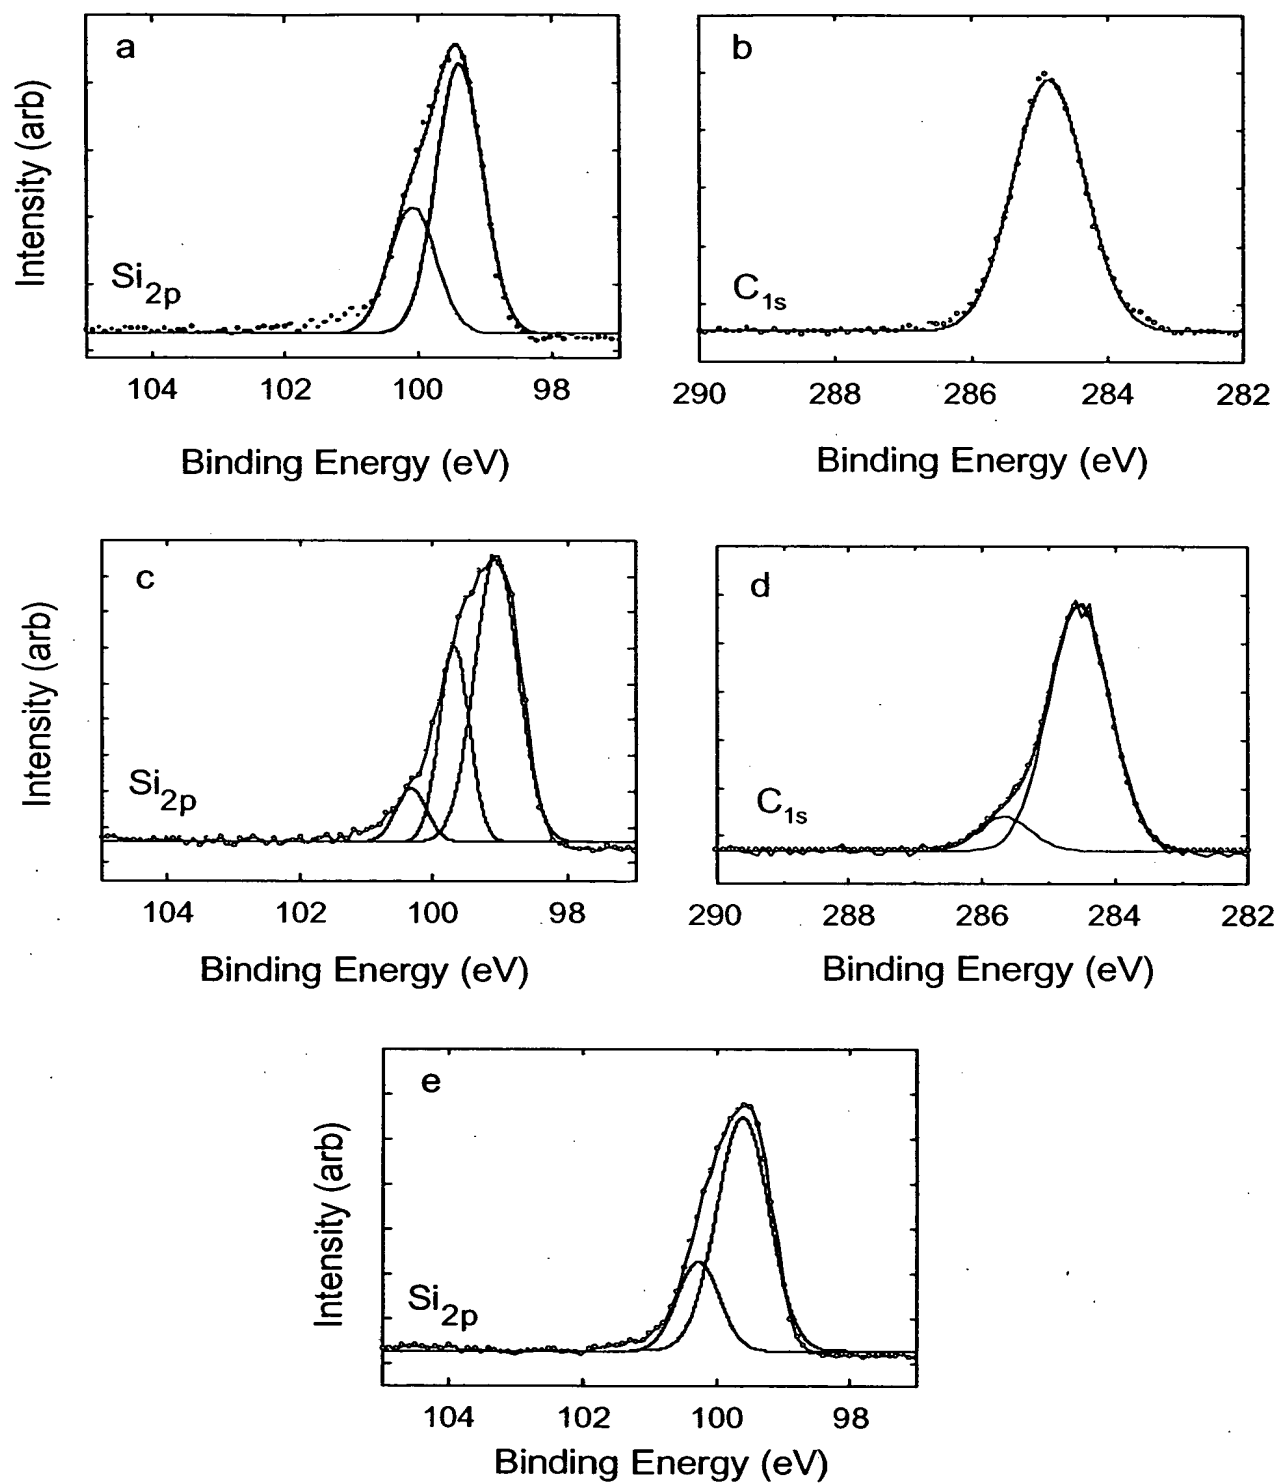 a
Intensity (arb)
Si2p
104 102 100 98
Binding Energy (eV)
b
C1s
290 288 286 284 282
Binding Energy (eV)
c
Intensity (arb)
Si2p
104 102 100 98
Binding Energy (eV)
d
C1s
290 288 286 284 282
Binding Energy (eV)
e
Intensity (arb)
Si2p
104 102 100 98
Binding Energy (eV)